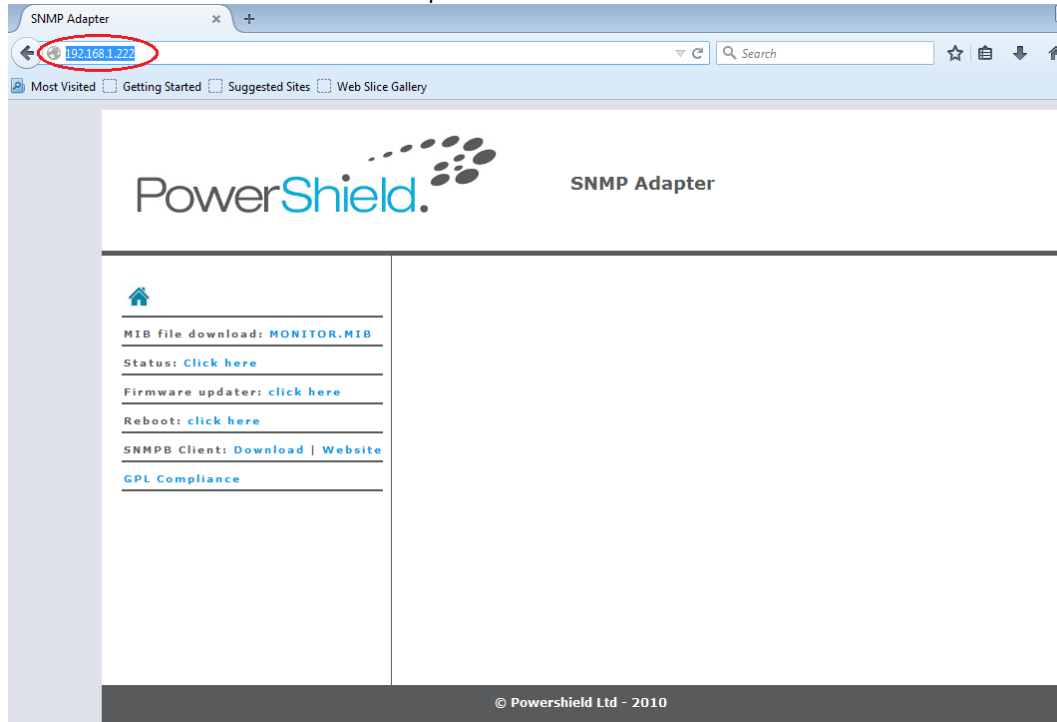 SNMP Adapter
192.168.1.222
Search
Most Visited Getting Started Suggested Sites Web Slice Gallery
PowerShield.
SNMP Adapter
MIB file download: MONITOR.MIB
Status: Click here
Firmware updater: click here
Reboot: click here
SNMPB Client: Download | Website
GPL Compliance
© Powershield Ltd - 2010